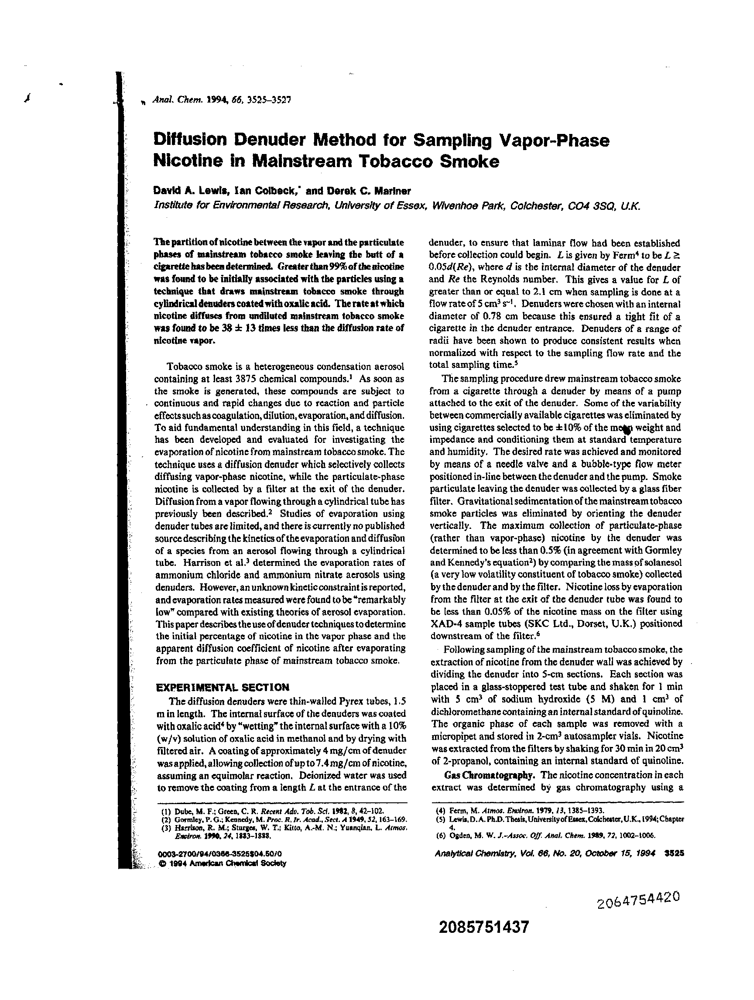 Anal. Chem. 1994, 66, 3525–3527
Diffusion Denuder Method for Sampling Vapor-Phase
Nicotine in Mainstream Tobacco Smoke
David A. Lewis, Ian Colbeck,* and Derek C. Mariner
Institute for Environmental Research, University of Essex, Wivenhoe Park, Colchester, CO4 3SQ, U.K.
The partition of nicotine between the vapor and the particulate
phases of mainstream tobacco smoke leaving the butt of a
cigarette has been determined. Greater than 99% of the nicotine
was found to be initially associated with the particles using a
technique that draws mainstream tobacco smoke through
cylindrical denuders coated with oxalic acid. The rate at which
nicotine diffuses from undiluted mainstream tobacco smoke
was found to be 38 ± 13 times less than the diffusion rate of
nicotine vapor.
Tobacco smoke is a heterogeneous condensation aerosol
containing at least 3875 chemical compounds.1 As soon as
the smoke is generated, these compounds are subject to
continuous and rapid changes due to reaction and particle
effects such as coagulation, dilution, evaporation, and diffusion.
To aid fundamental understanding in this field, a technique
has been developed and evaluated for investigating the
evaporation of nicotine from mainstream tobacco smoke. The
technique uses a diffusion denuder which selectively collects
diffusing vapor-phase nicotine, while the particulate-phase
nicotine is collected by a filter at the exit of the denuder.
Diffusion from a vapor flowing through a cylindrical tube has
previously been described.2 Studies of evaporation using
denuder tubes are limited, and there is currently no published
source describing the kinetics of the evaporation and diffusion
of a species from an aerosol flowing through a cylindrical
tube. Harrison et al.3 determined the evaporation rates of
ammonium chloride and ammonium nitrate aerosols using
denuders. However, an unknown kinetic constraint is reported,
and evaporation rates measured were found to be "remarkably
low" compared with existing theories of aerosol evaporation.
This paper describes the use of denuder techniques to determine
the initial percentage of nicotine in the vapor phase and the
apparent diffusion coefficient of nicotine after evaporating
from the particulate phase of mainstream tobacco smoke.
EXPERIMENTAL SECTION
The diffusion denuders were thin-walled Pyrex tubes, 1.5
m in length. The internal surface of the denuders was coated
with oxalic acid4 by "wetting" the internal surface with a 10%
(w/v) solution of oxalic acid in methanol and by drying with
filtered air. A coating of approximately 4 mg/cm of denuder
was applied, allowing collection of up to 7.4 mg/cm of nicotine,
assuming an equimolar reaction. Deionized water was used
to remove the coating from a length L at the entrance of the
(1) Dube, M. F.; Green, C. R. Recent Adv. Tob. Sci. 1982, 8, 42–102.
(2) Gormley, P. G.; Kennedy, M. Proc. R. Ir. Acad., Sect. A 1949, 52, 163–169.
(3) Harrison, R. M.; Sturges, W. T.; Kitto, A.-M. N.; Yuanqian, L. Atmos.
Environ. 1990, 24, 1883–1888.
0003-2700/94/0366-3525$04.50/0
© 1994 American Chemical Society
denuder, to ensure that laminar flow had been established
before collection could begin. L is given by Ferm4 to be L ≥
0.05d(Re), where d is the internal diameter of the denuder
and Re the Reynolds number. This gives a value for L of
greater than or equal to 2.1 cm when sampling is done at a
flow rate of 5 cm3 s-1. Denuders were chosen with an internal
diameter of 0.78 cm because this ensured a tight fit of a
cigarette in the denuder entrance. Denuders of a range of
radii have been shown to produce consistent results when
normalized with respect to the sampling flow rate and the
total sampling time.5
The sampling procedure drew mainstream tobacco smoke
from a cigarette through a denuder by means of a pump
attached to the exit of the denuder. Some of the variability
between commercially available cigarettes was eliminated by
using cigarettes selected to be ±10% of the weight and
impedance and conditioning them at standard temperature
and humidity. The desired rate was achieved and monitored
by means of a needle valve and a bubble-type flow meter
positioned in-line between the denuder and the pump. Smoke
particulate leaving the denuder was collected by a glass fiber
filter. Gravitational sedimentation of the mainstream tobacco
smoke particles was eliminated by orienting the denuder
vertically. The maximum collection of particulate-phase
(rather than vapor-phase) nicotine by the denuder was
determined to be less than 0.5% (in agreement with Gormley
and Kennedy's equation2) by comparing the mass of solanesol
(a very low volatility constituent of tobacco smoke) collected
by the denuder and by the filter. Nicotine loss by evaporation
from the filter at the exit of the denuder tube was found to
be less than 0.05% of the nicotine mass on the filter using
XAD-4 sample tubes (SKC Ltd., Dorset, U.K.) positioned
downstream of the filter.6
Following sampling of the mainstream tobacco smoke, the
extraction of nicotine from the denuder wall was achieved by
dividing the denuder into 5-cm sections. Each section was
placed in a glass-stoppered test tube and shaken for 1 min
with 5 cm3 of sodium hydroxide (5 M) and 1 cm3 of
dichloromethane containing an internal standard of quinoline.
The organic phase of each sample was removed with a
micropipet and stored in 2-cm3 autosampler vials. Nicotine
was extracted from the filters by shaking for 30 min in 20 cm3
of 2-propanol, containing an internal standard of quinoline.
Gas Chromatography. The nicotine concentration in each
extract was determined by gas chromatography using a
(4) Ferm, M. Atmos. Environ. 1979, 13, 1385–1393.
(5) Lewis, D. A. Ph.D. Thesis, University of Essex, Colchester, U.K., 1994; Chapter
4.
(6) Ogden, M. W. J.-Assoc. Off. Anal. Chem. 1989, 72, 1002–1006.
Analytical Chemistry, Vol. 66, No. 20, October 15, 1994 3525
2064754420
2085751437